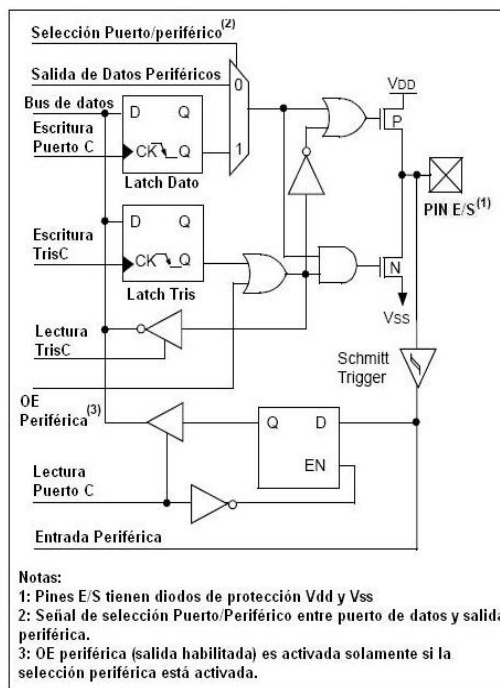 Selección Puerto/periférico(2)
Salida de Datos Periféricos
0
Bus de datos
D Q
Escritura
Puerto C
CK Q
1
Latch Dato
VDD
P
PIN E/S(1)
D Q
Escritura
TrisC
CK Q
Latch Tris
N
Vss
Lectura
TrisC
Schmitt
Trigger
OE
Periférica(3)
Q D
EN
Lectura
Puerto C
Entrada Periférica
Notas:
1: Pines E/S tienen diodos de protección Vdd y Vss
2: Señal de selección Puerto/Periférico entre puerto de datos y salida
periférica.
3: OE periférica (salida habilitada) es activada solamente si la
selección periférica está activada.